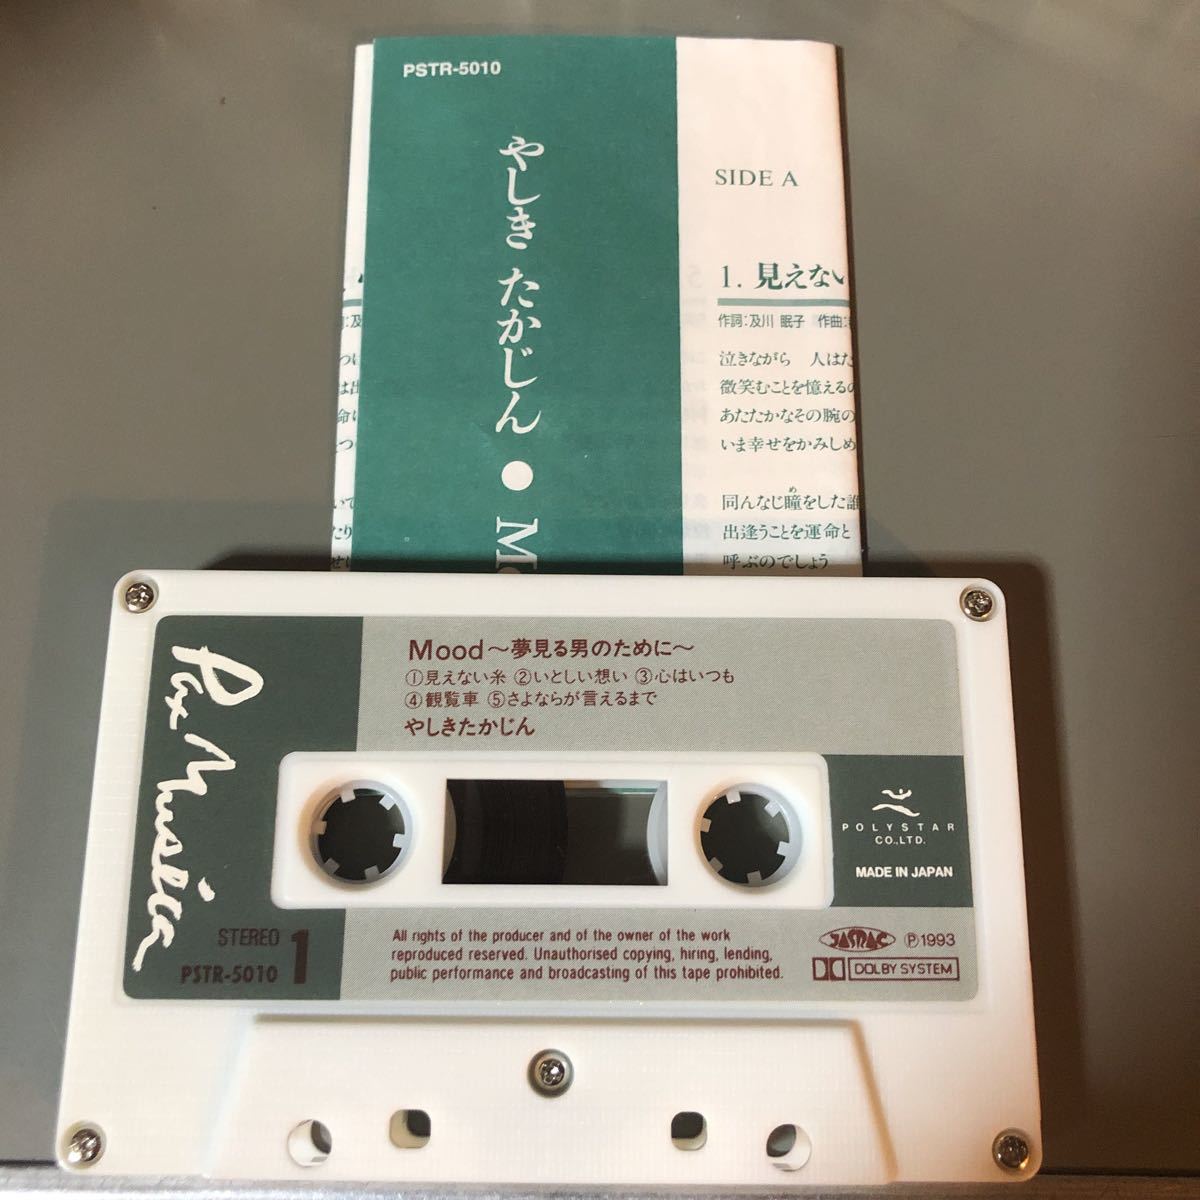 PSTR-5010
やしき たかじん ● M
SIDE A
1. 見えない
作詞:及川 眠子 作曲:
泣きながら 人はた
微笑むことを憶えるの
あたたかなその腕の
いま幸せをかみしめ
同んなじ瞳をした誰
め
出逢うことを運命と
呼ぶのでしょう
Pax Musica
Mood〜夢見る男のために〜
①見えない糸 ②いとしい想い ③心はいつも
④観覧車 ⑤さよならが言えるまで
やしきたかじん
POLYSTAR
CO.,LTD.
MADE IN JAPAN
STEREO 1
PSTR-5010
All rights of the producer and of the owner of the work
reproduced reserved. Unauthorised copying, hiring, lending,
public performance and broadcasting of this tape prohibited.
JASRAC ℗1993
DOLBY SYSTEM